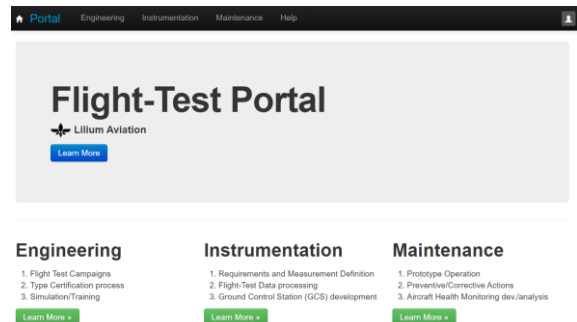 Portal Engineering Instrumentation Maintenance Help
Flight-Test Portal
Lilium Aviation
Learn More
Engineering
1. Flight Test Campaigns
2. Type Certification process
3. Simulation/Training
Learn More »
Instrumentation
1. Requirements and Measurement Definition
2. Flight-Test Data processing
3. Ground Control Station (GCS) development
Learn More »
Maintenance
1. Prototype Operation
2. Preventive/Corrective Actions
3. Aircraft Health Monitoring dev./analysis
Learn More »